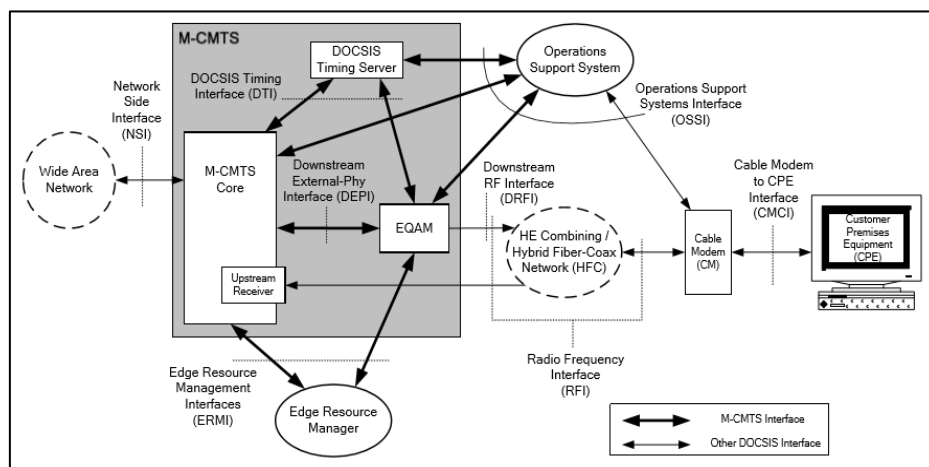 M-CMTS
DOCSIS
Timing Server
Operations
Support System
DOCSIS Timing
Interface (DTI)
Network
Side
Interface
(NSI)
Operations Support
Systems Interface
(OSSI)
Wide Area
Network
M-CMTS
Core
Downstream
External-Phy
Interface (DEPI)
Downstream
RF Interface
(DRFI)
Cable Modem
to CPE
Interface
(CMCI)
EQAM
HE Combining /
Hybrid Fiber-Coax
Network (HFC)
Cable
Modem
(CM)
Customer
Premises
Equipment
(CPE)
Upstream
Receiver
Edge Resource
Management
Interfaces
(ERMI)
Edge Resource
Manager
Radio Frequency
Interface
(RFI)
M-CMTS Interface
Other DOCSIS Interface